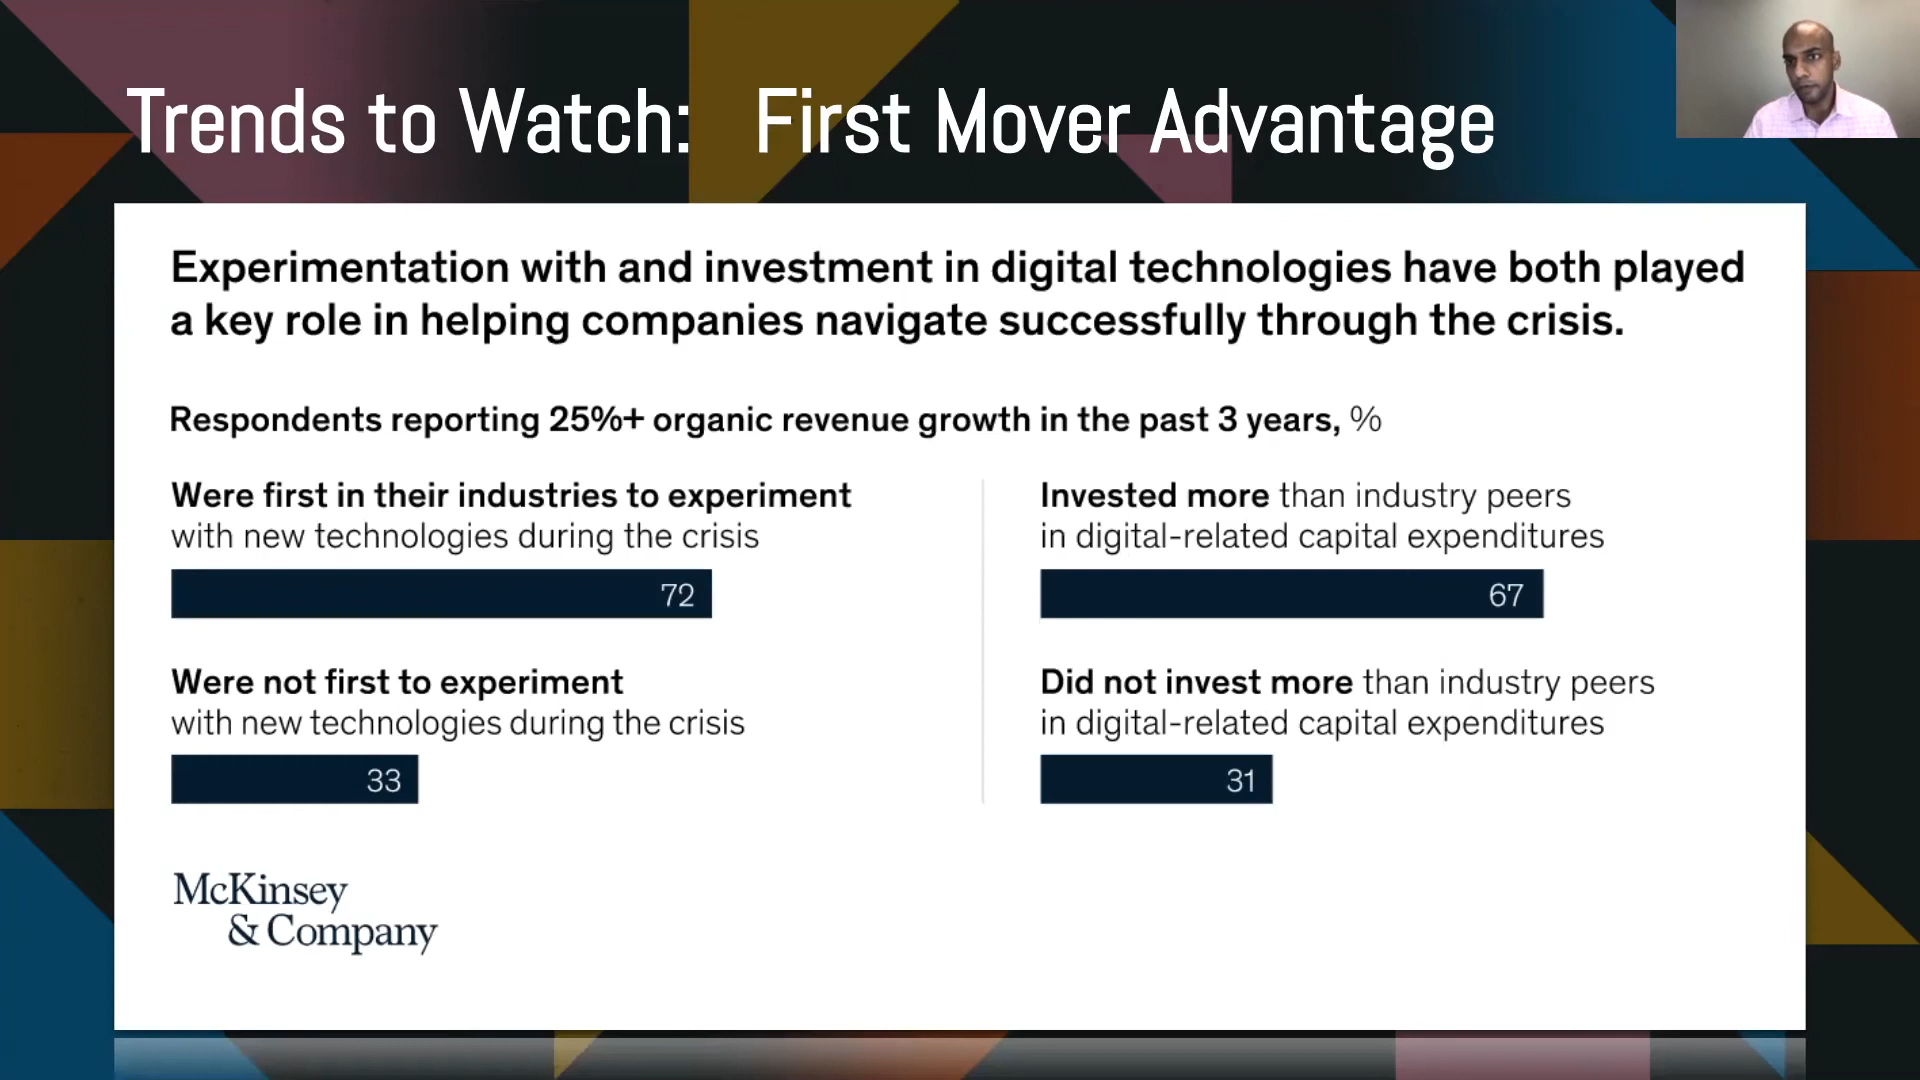 Trends to Watch: First Mover Advantage
Experimentation with and investment in digital technologies have both played
a key role in helping companies navigate successfully through the crisis.
Respondents reporting 25%+ organic revenue growth in the past 3 years, %
Were first in their industries to experiment
with new technologies during the crisis
72
Were not first to experiment
with new technologies during the crisis
33
Invested more than industry peers
in digital-related capital expenditures
67
Did not invest more than industry peers
in digital-related capital expenditures
31
McKinsey
& Company